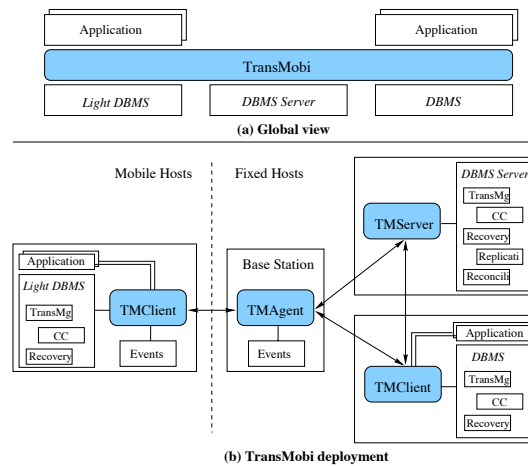 Application
Application
TransMobi
Light DBMS
DBMS Server
DBMS
(a) Global view
Mobile Hosts
Fixed Hosts
Application
Light DBMS
TransMg
CC
Recovery
TMClient
Events
Base Station
TMAgent
Events
TMServer
DBMS Server
TransMg
CC
Recovery
Replicati
Reconcili
Application
TMClient
DBMS
TransMg
CC
Recovery
(b) TransMobi deployment